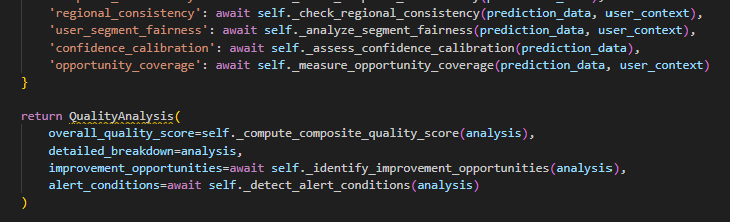 'regional_consistency': await self._check_regional_consistency(prediction_data, user_context),
'user_segment_fairness': await self._analyze_segment_fairness(prediction_data, user_context),
'confidence_calibration': await self._assess_confidence_calibration(prediction_data),
'opportunity_coverage': await self._measure_opportunity_coverage(prediction_data, user_context)
}
return QualityAnalysis(
overall_quality_score=self._compute_composite_quality_score(analysis),
detailed_breakdown=analysis,
improvement_opportunities=await self._identify_improvement_opportunities(analysis),
alert_conditions=await self._detect_alert_conditions(analysis)
)